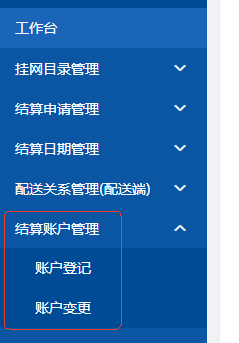 工作台
挂网目录管理
结算申请管理
结算日期管理
配送关系管理(配送端)
结算账户管理
账户登记
账户变更